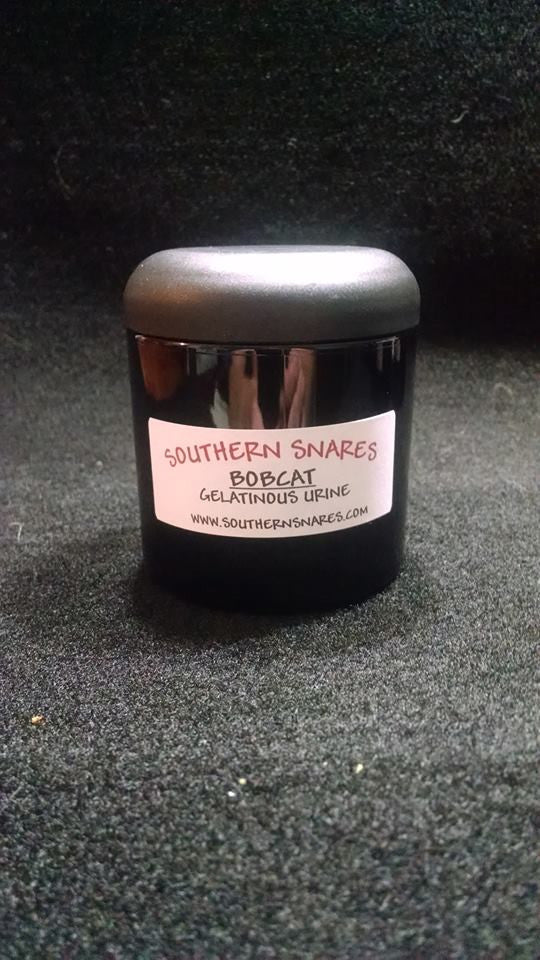 SOUTHERN SNARES
BOBCAT
GELATINOUS URINE
WWW.SOUTHERNSNARES.COM